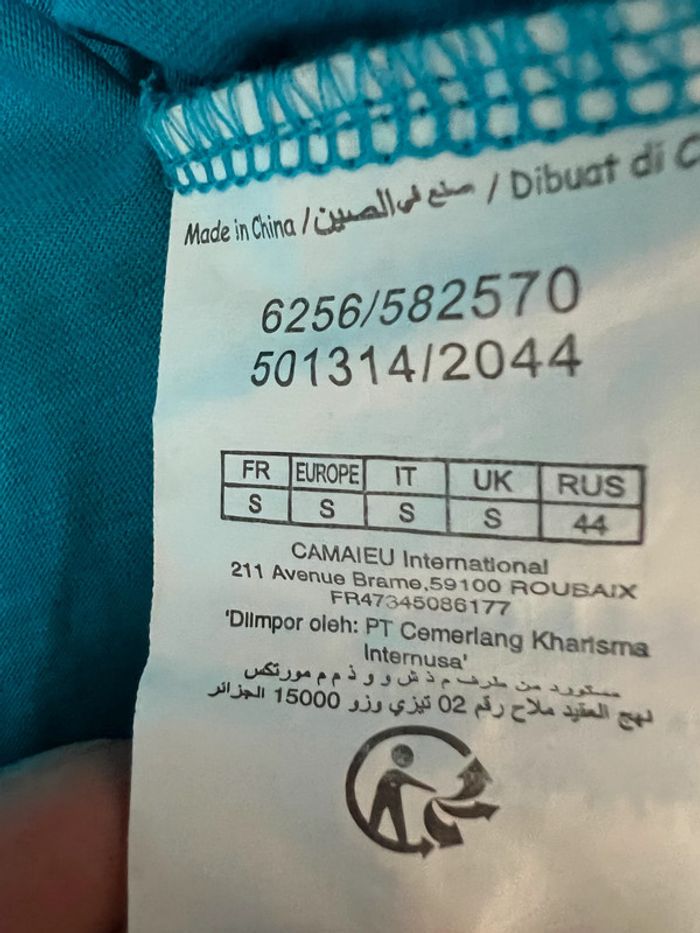 Made in China / صنع في الصين / Dibuat di C
6256/582570
501314/2044
FR EUROPE IT UK RUS
S S S S 44
CAMAIEU International
211 Avenue Brame,59100 ROUBAIX
FR47345086177
'DiImpor oleh: PT Cemerlang Kharisma
Internusa'
مستورد من طرف م ذ ش و و ذ م م مورتكس
نهج العقيد ملاح رقم 02 تيزي وزو 15000 الجزائر